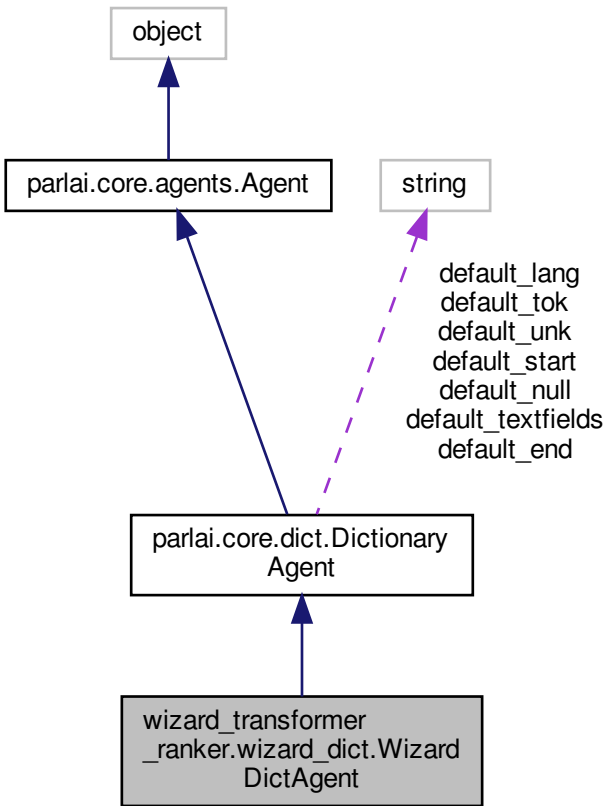 object
parlai.core.agents.Agent
string
default_lang
default_tok
default_unk
default_start
default_null
default_textfields
default_end
parlai.core.dict.Dictionary
Agent
wizard_transformer
_ranker.wizard_dict.Wizard
DictAgent